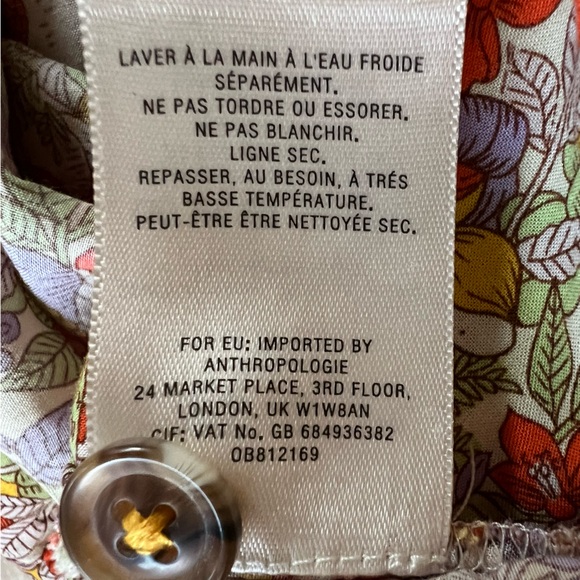 LAVER À LA MAIN À L'EAU FROIDE
SÉPARÉMENT.
NE PAS TORDRE OU ESSORER.
NE PAS BLANCHIR.
LIGNE SEC.
REPASSER, AU BESOIN, À TRÉS
BASSE TEMPÉRATURE.
PEUT-ÊTRE ÊTRE NETTOYÉE SEC.
FOR EU: IMPORTED BY
ANTHROPOLOGIE
24 MARKET PLACE, 3RD FLOOR,
LONDON, UK W1W8AN
CIF: VAT No. GB 684936382
OB812169